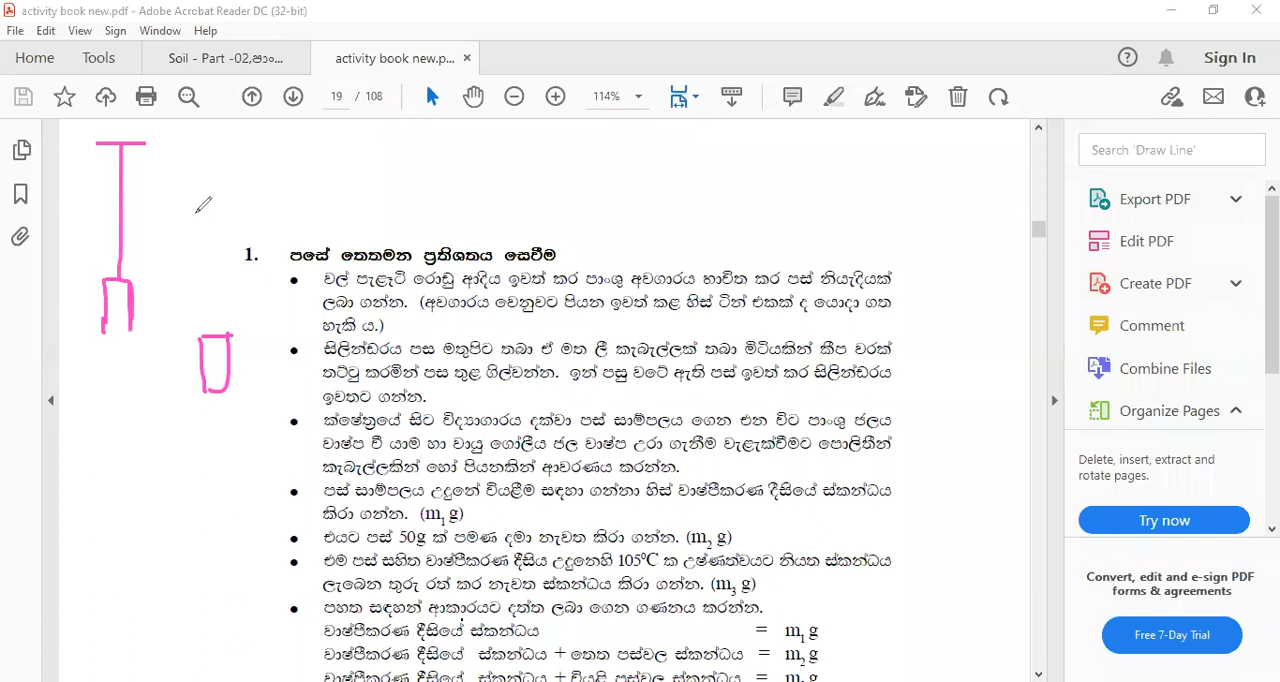 activity book new.pdf - Adobe Acrobat Reader DC (32-bit)
File Edit View Sign Window Help
Home Tools Soil - Part -02,පාං... activity book new.p... × Sign In
19 / 108 114%
Search 'Draw Line'
Export PDF
Edit PDF
Create PDF
Comment
Combine Files
Organize Pages
Delete, insert, extract and
rotate pages.
Try now
Convert, edit and e-sign PDF
forms & agreements
Free 7-Day Trial
1. පසේ තෙතමන ප්‍රතිශතය සෙවීම
• වල් පැළෑටි රොඩු ආදිය ඉවත් කර පාංශු අවගාරය භාවිත කර පස් නියැදියක්
ලබා ගන්න. (අවගාරය වෙනුවට පියන ඉවත් කළ හිස් ටින් එකක් ද යොදා ගත
හැකි ය.)
• සිලින්ඩරය පස මතුපිට තබා ඒ මත ලී කැබැල්ලක් තබා මිටියකින් කීප වරක්
තට්ටු කරමින් පස තුළ ගිල්වන්න. ඉන් පසු වටේ ඇති පස් ඉවත් කර සිලින්ඩරය
ඉවතට ගන්න.
• ක්ෂේත්‍රයේ සිට විද්‍යාගාරය දක්වා පස් සාම්පලය ගෙන එන විට පාංශු ජලය
වාෂ්ප වී යාම හා වායු ගෝලීය ජල වාෂ්ප උරා ගැනීම වැළැක්වීමට පොලිතීන්
කැබැල්ලකින් හෝ පියනකින් ආවරණය කරන්න.
• පස් සාම්පලය උදුනේ වියළීම සඳහා ගන්නා හිස් වාෂ්පීකරණ දීසියේ ස්කන්ධය
කිරා ගන්න. (m₁ g)
• එයට පස් 50g ක් පමණ දමා නැවත කිරා ගන්න. (m₂ g)
• එම පස් සහිත වාෂ්පීකරණ දීසිය උදුනෙහි 105⁰C ක උෂ්ණත්වයට නියත ස්කන්ධය
ලැබෙන තුරු රත් කර නැවත ස්කන්ධය කිරා ගන්න. (m₃ g)
• පහත සඳහන් ආකාරයට දත්ත ලබා ගෙන ගණනය කරන්න.
වාෂ්පීකරණ දීසියේ ස්කන්ධය = m₁ g
වාෂ්පීකරණ දීසියේ ස්කන්ධය + තෙත පස්වල ස්කන්ධය = m₂ g
වාෂ්පීකරණ දීසියේ ස්කන්ධය + වියළි පස්වල ස්කන්ධය =